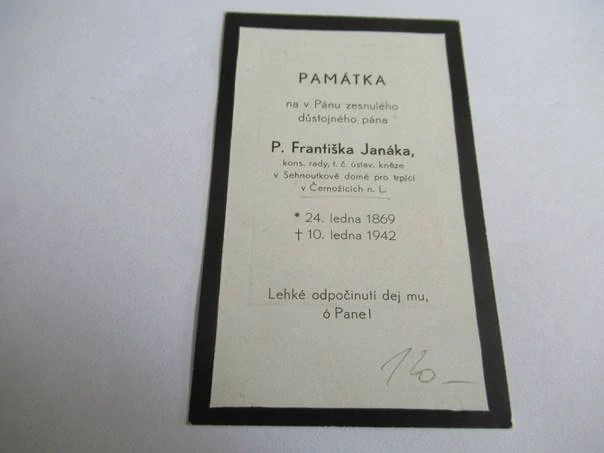 PAMÁTKA
na v Pánu zesnulého
důstojného pána
P. Františka Janáka,
kons. rady, t. č. ústav. kněze
v Sehnoutkově domě pro trpící
v Černožicích n. L.
* 24. ledna 1869
† 10. ledna 1942
Lehké odpočinutí dej mu,
ó Pane!
120,—